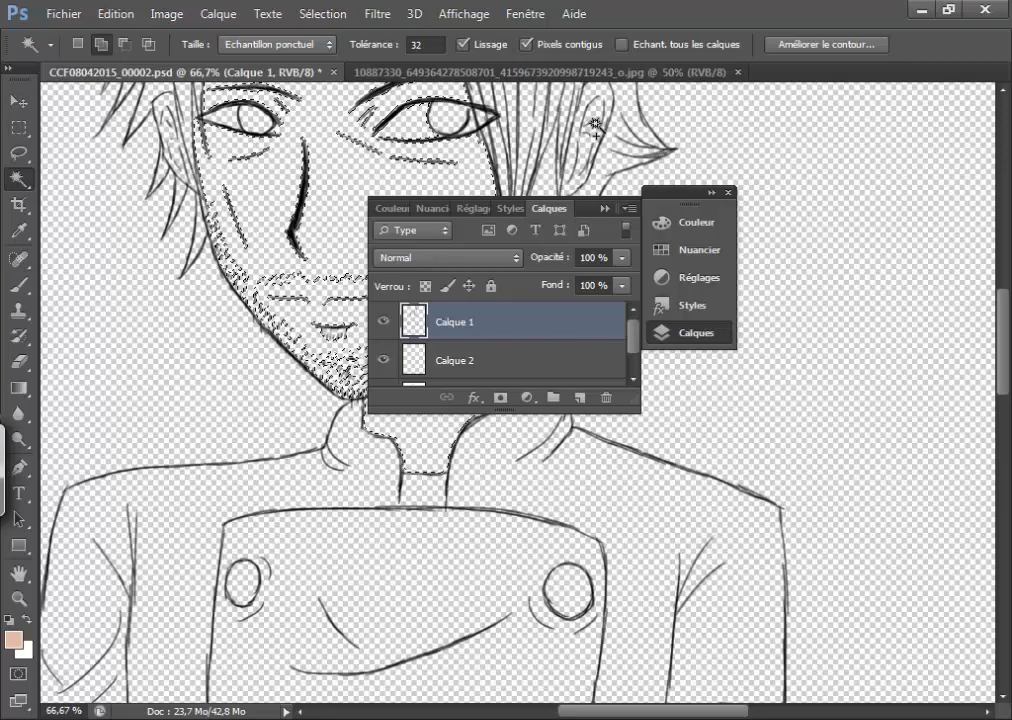 Ps Fichier Edition Image Calque Texte Sélection Filtre 3D Affichage Fenêtre Aide
Taille : Echantillon ponctuel Tolérance : 32 Lissage Pixels contigus Echant. tous les calques Améliorer le contour...
CCF08042015_00002.psd @ 66,7% (Calque 1, RVB/8) * × 10887330_649364278508701_4159673920998719243_o.jpg @ 50% (RVB/8) ×
Couleur Nuancier Réglage Styles Calques
Type
Normal Opacité : 100 %
Verrou : Fond : 100 %
Calque 1
Calque 2
Couleur
Nuancier
Réglages
Styles
Calques
66,67 % Doc : 23,7 Mo/42,8 Mo